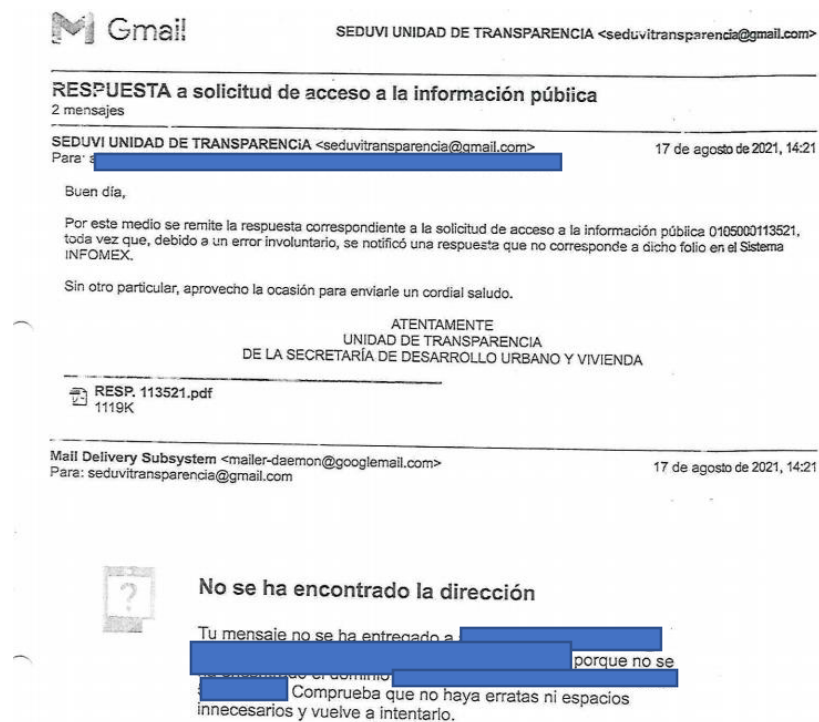 Gmail
SEDUVI UNIDAD DE TRANSPARENCIA <seduvitransparencia@gmail.com>
RESPUESTA a solicitud de acceso a la información pública
2 mensajes
SEDUVI UNIDAD DE TRANSPARENCIA <seduvitransparencia@gmail.com>
17 de agosto de 2021, 14:21
Para: s
Buen día,
Por este medio se remite la respuesta correspondiente a la solicitud de acceso a la información pública 0105000113521,
toda vez que, debido a un error involuntario, se notificó una respuesta que no corresponde a dicho folio en el Sistema
INFOMEX.
Sin otro particular, aprovecho la ocasión para enviarle un cordial saludo.
ATENTAMENTE
UNIDAD DE TRANSPARENCIA
DE LA SECRETARÍA DE DESARROLLO URBANO Y VIVIENDA
RESP. 113521.pdf
1119K
Mail Delivery Subsystem <mailer-daemon@googlemail.com>
17 de agosto de 2021, 14:21
Para: seduvitransparencia@gmail.com
?
No se ha encontrado la dirección
Tu mensaje no se ha entregado a
porque no se
el dominio
Comprueba que no haya erratas ni espacios
innecesarios y vuelve a intentarlo.